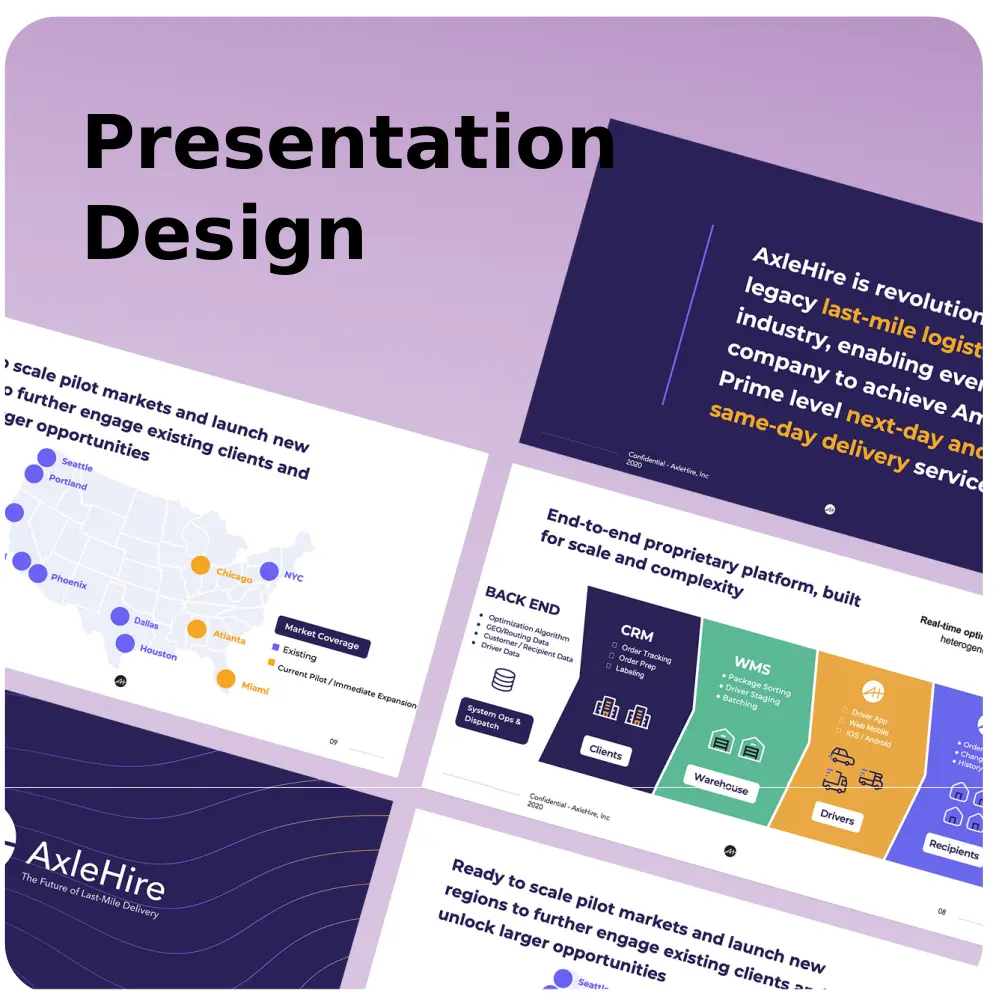 Presentation
Design
AxleHire is revolution
legacy last-mile logist
industry, enabling ever
company to achieve Am
Prime level next-day and
same-day delivery service
Confidential - AxleHire, Inc
2020
scale pilot markets and launch new
o further engage existing clients and
ger opportunities
Seattle
Portland
Phoenix
Dallas
Houston
Chicago
NYC
Atlanta
Miami
Market Coverage
Existing
Current Pilot / Immediate Expansion
09
End-to-end proprietary platform, built
for scale and complexity
BACK END
Optimization Algorithm
GEO/Routing Data
Customer / Recipient Data
Driver Data
System Ops &
Dispatch
CRM
Order Tracking
Order Prep
Labeling
Clients
WMS
Package Sorting
Driver Staging
Batching
Warehouse
Driver App
Web Mobile
iOS / Android
Drivers
Real-time optim
heterogen
Order
Chang
History
Recipients
Confidential - AxleHire, Inc
2020
08
AxleHire
The Future of Last-Mile Delivery
Ready to scale pilot markets and launch new
regions to further engage existing clients a
unlock larger opportunities
Seattle